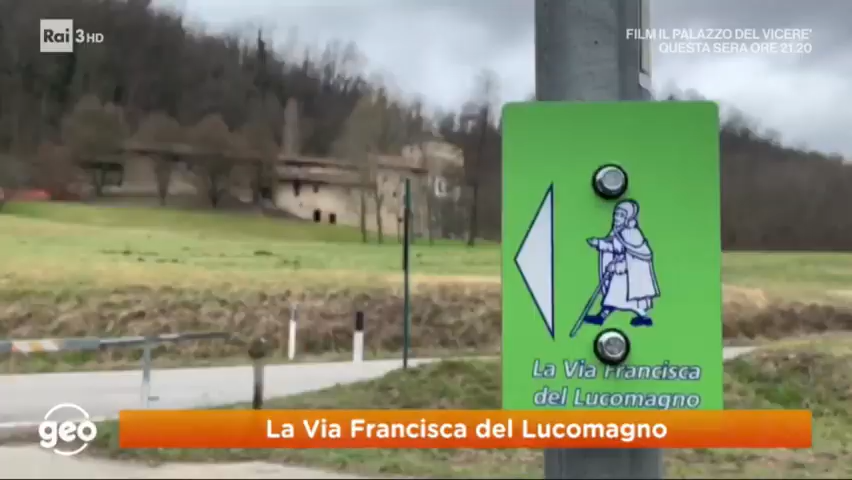 Rai 3HD
FILM IL PALAZZO DEL VICERE'
QUESTA SERA ORE 21.20
La Via Francisca
del Lucomagno
geo
La Via Francisca del Lucomagno